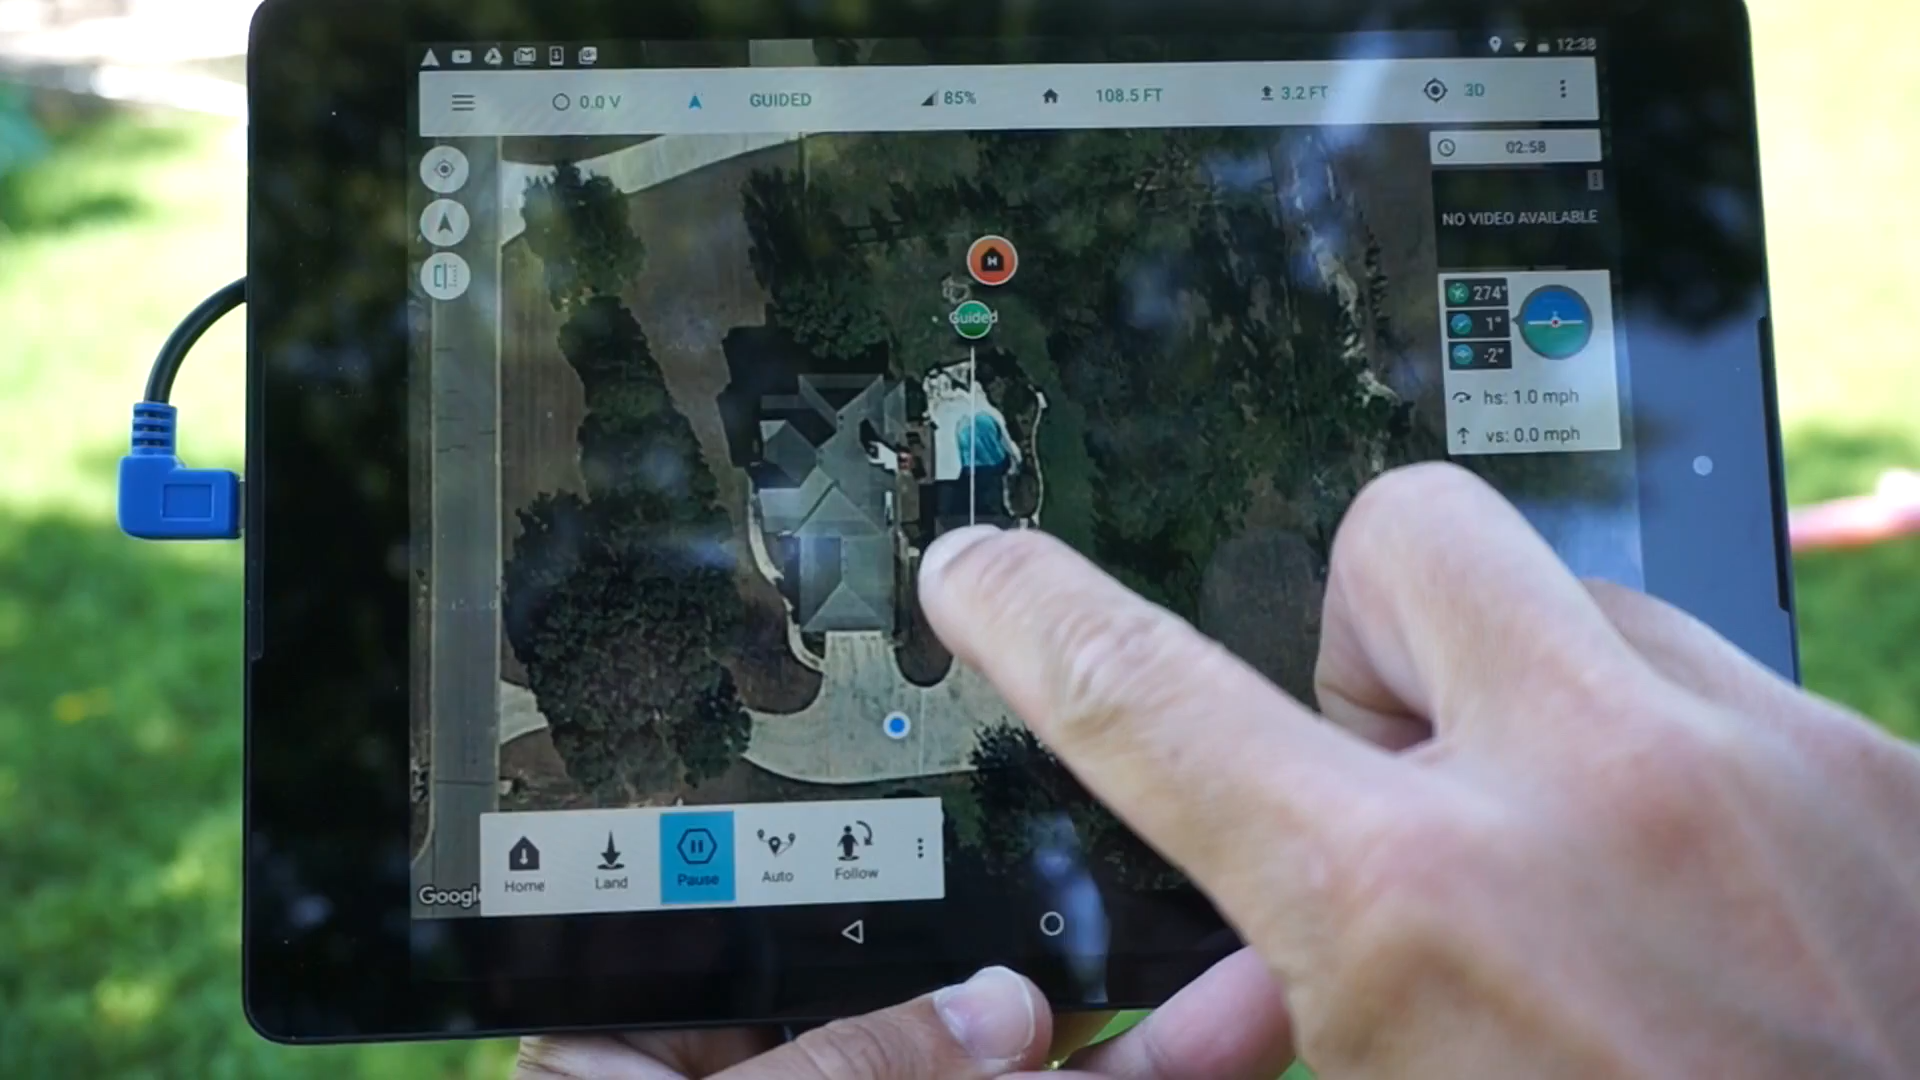 12:38
0.0 V GUIDED 85% 108.5 FT 3.2 FT 3D
02:58
NO VIDEO AVAILABLE
Guided
274°
1°
-2°
hs: 1.0 mph
vs: 0.0 mph
Home Land Pause Auto Follow
Google